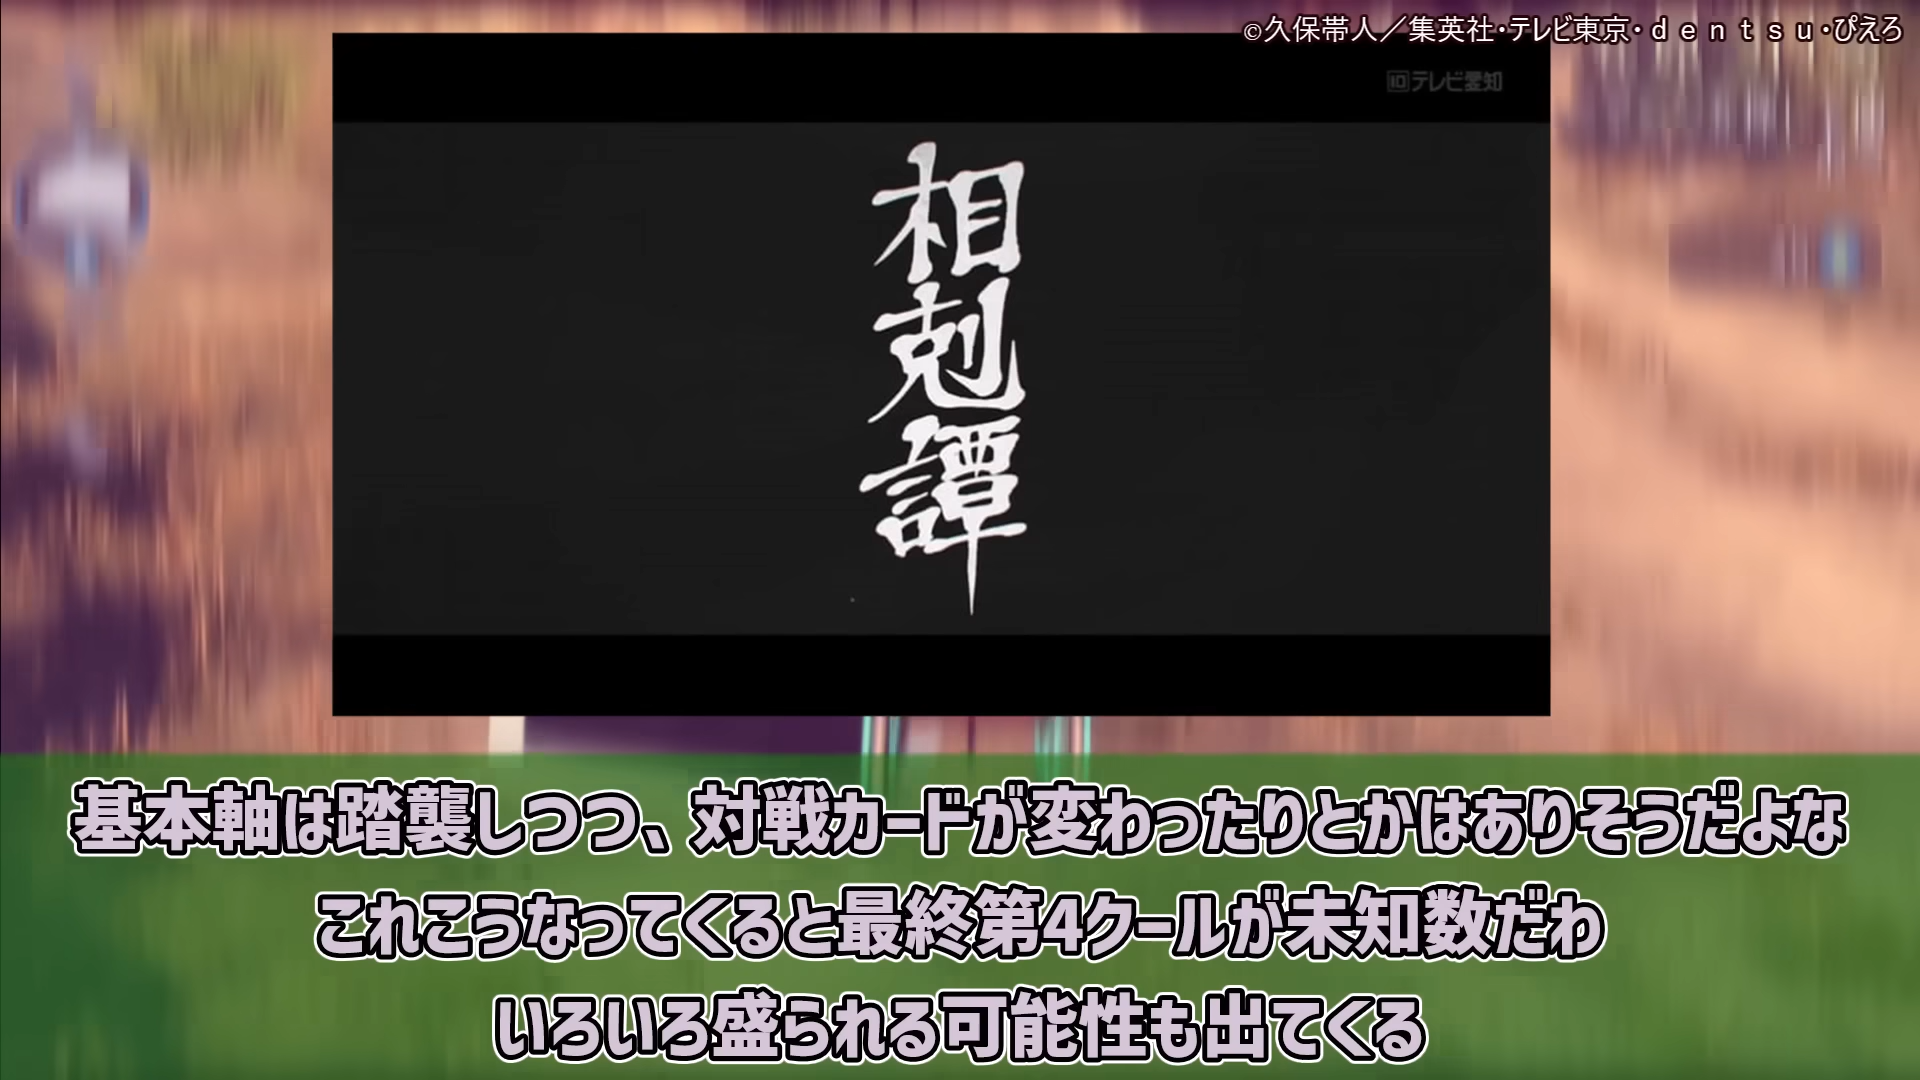 ©久保帯人／集英社･テレビ東京･ｄｅｎｔｓｕ･ぴえろ
10テレビ愛知
相剋譚
基本軸は踏襲しつつ、対戦カードが変わったりとかはありそうだよな
これこうなってくると最終第4クールが未知数だわ
いろいろ盛られる可能性も出てくる